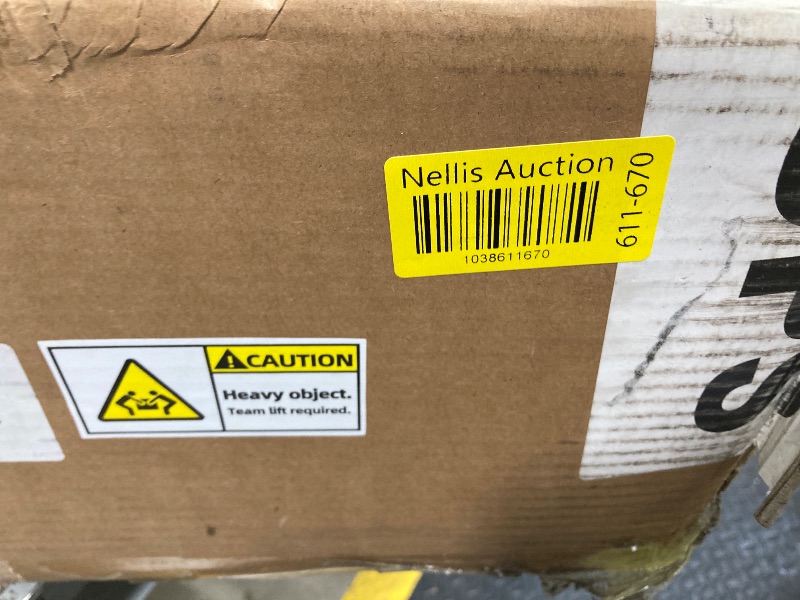 Nellis Auction
1038611670
611-670
CAUTION
Heavy object.
Team lift required.